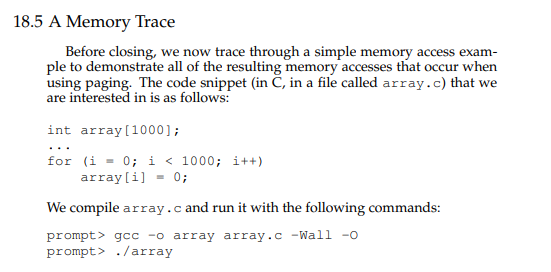 18.5 A Memory Trace
Before closing, we now trace through a simple memory access exam-
ple to demonstrate all of the resulting memory accesses that occur when
using paging. The code snippet (in C, in a file called array.c) that we
are interested in is as follows:
int array[1000];
...
for (i = 0; i < 1000; i++)
    array[i] = 0;
We compile array.c and run it with the following commands:
prompt> gcc -o array array.c -Wall -O
prompt> ./array